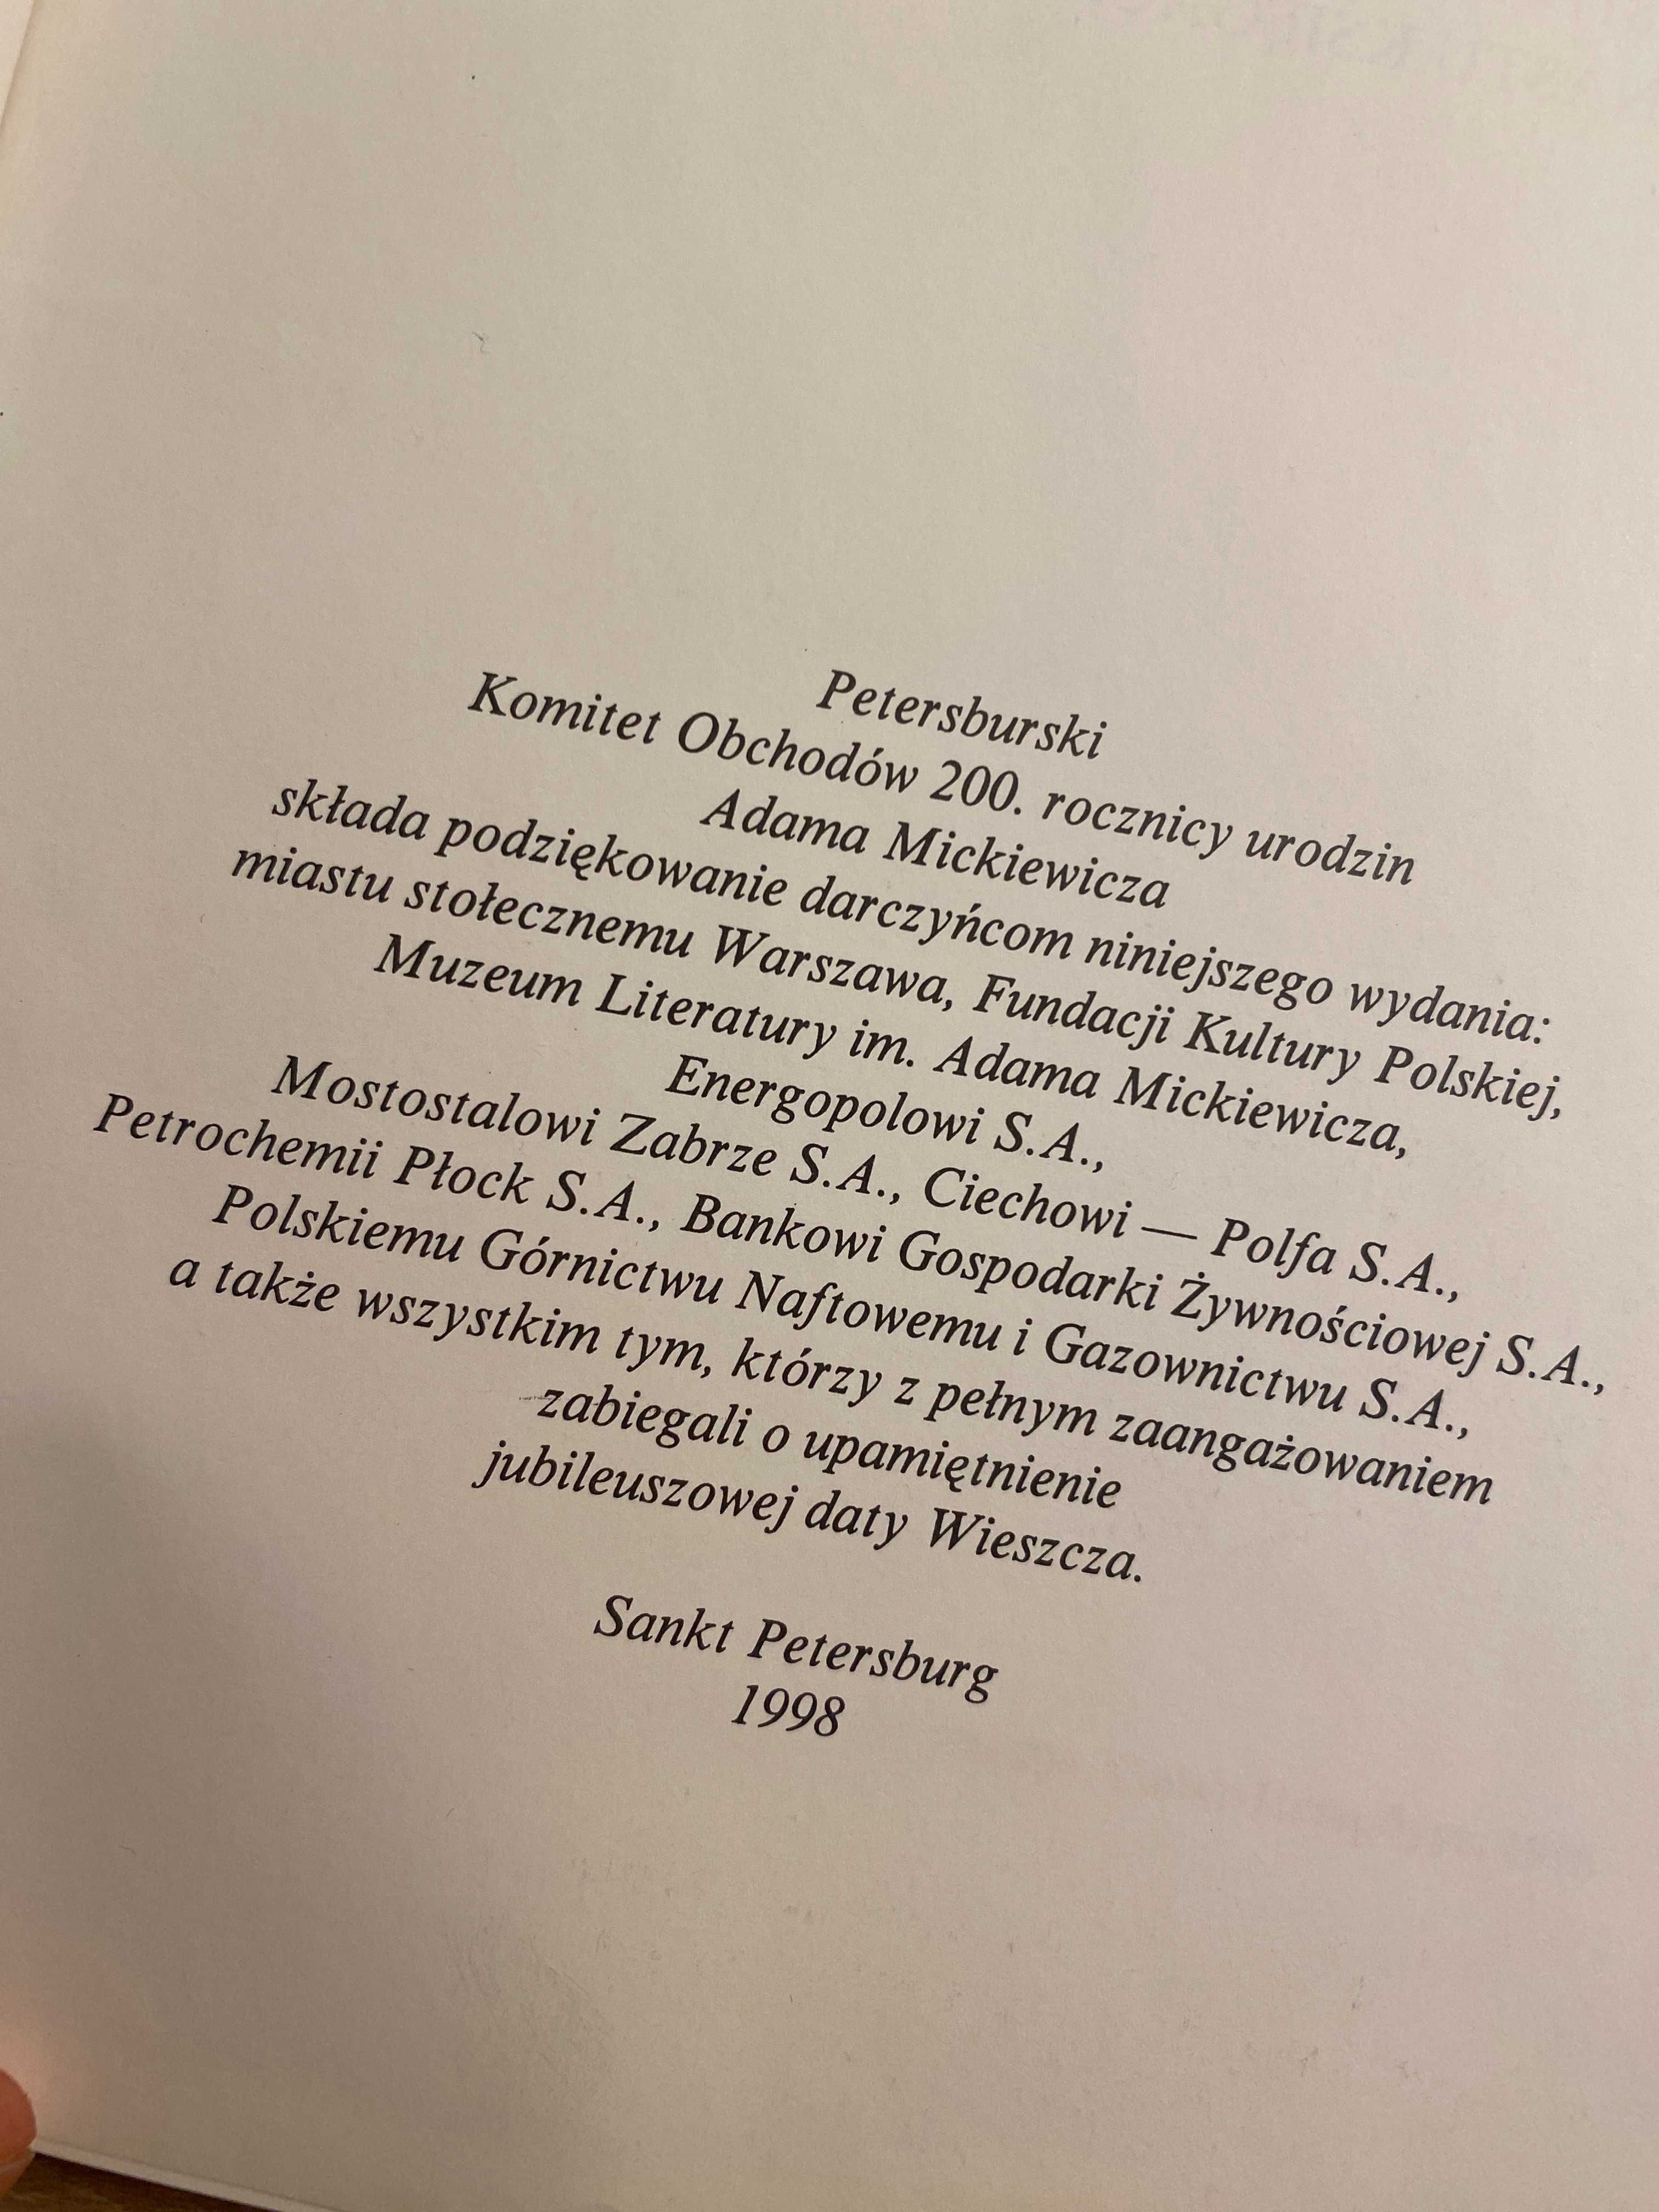 Petersburski
Komitet Obchodów 200. rocznicy urodzin
Adama Mickiewicza
składa podziękowanie darczyńcom niniejszego wydania:
miastu stołecznemu Warszawa, Fundacji Kultury Polskiej,
Muzeum Literatury im. Adama Mickiewicza,
Energopolowi S.A.,
Mostostalowi Zabrze S.A., Ciechowi — Polfa S.A.,
Petrochemii Płock S.A., Bankowi Gospodarki Żywnościowej S.A.,
Polskiemu Górnictwu Naftowemu i Gazownictwu S.A.,
a także wszystkim tym, którzy z pełnym zaangażowaniem
zabiegali o upamiętnienie
jubileuszowej daty Wieszcza.
Sankt Petersburg
1998